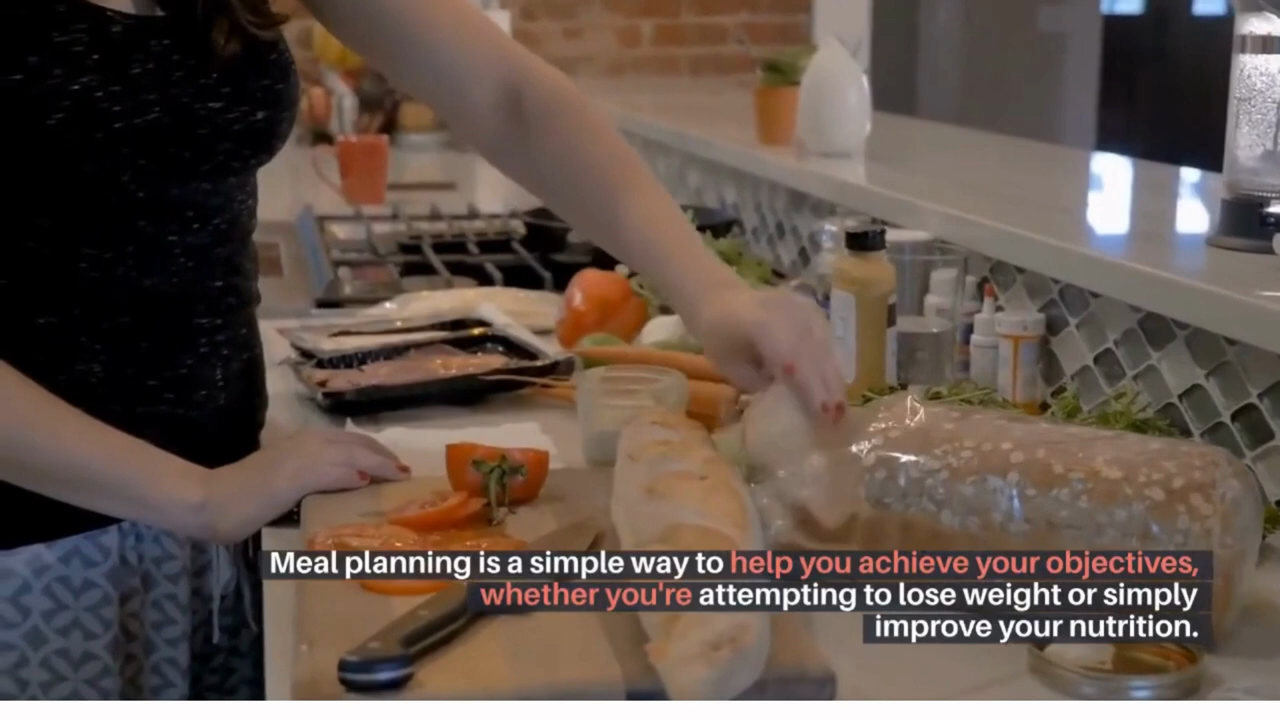 Meal planning is a simple way to help you achieve your objectives,
whether you're attempting to lose weight or simply
improve your nutrition.